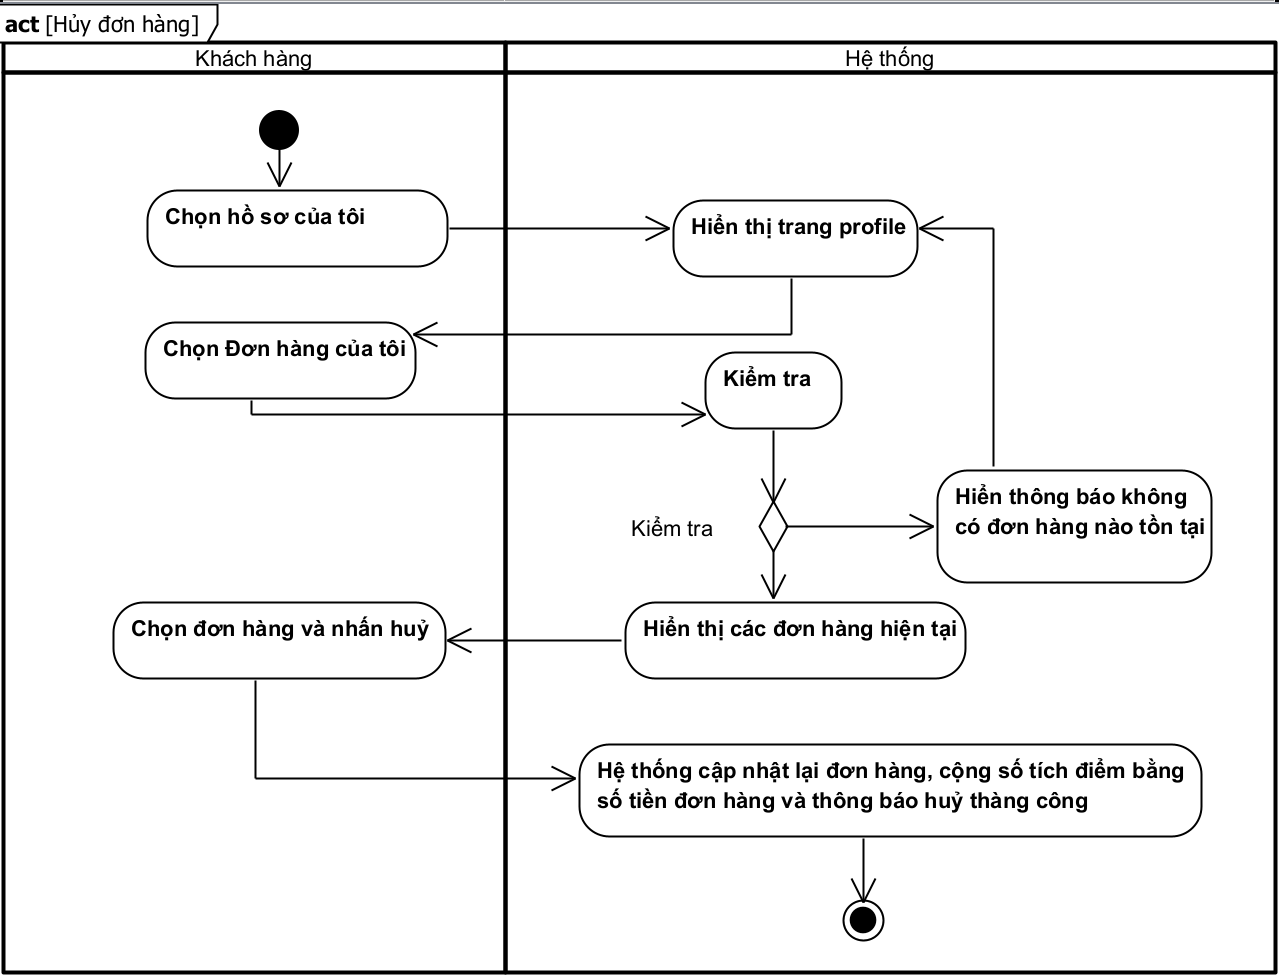 act [Hủy đơn hàng]
Khách hàng
Hệ thống
Chọn hồ sơ của tôi
Hiển thị trang profile
Chọn Đơn hàng của tôi
Kiểm tra
Hiển thông báo không
có đơn hàng nào tồn tại
Kiểm tra
Chọn đơn hàng và nhấn huỷ
Hiển thị các đơn hàng hiện tại
Hệ thống cập nhật lại đơn hàng, cộng số tích điểm bằng
số tiền đơn hàng và thông báo huỷ thàng công